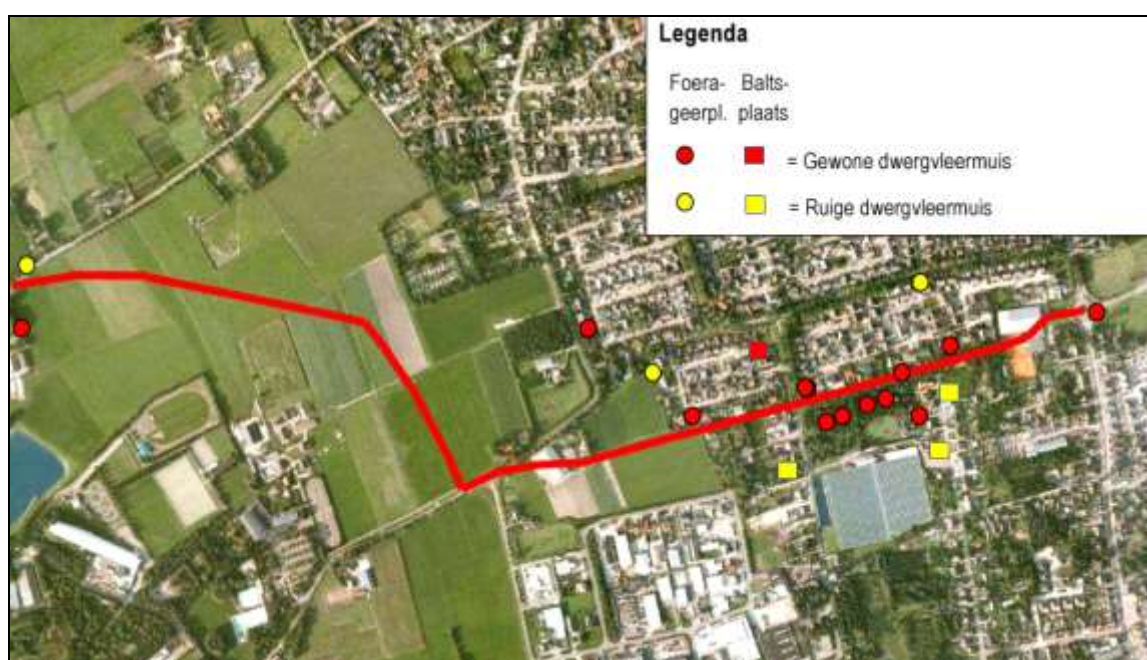 Legenda
Foera- Balts-
geerpl. plaats
= Gewone dwergvleermuis
= Ruige dwergvleermuis